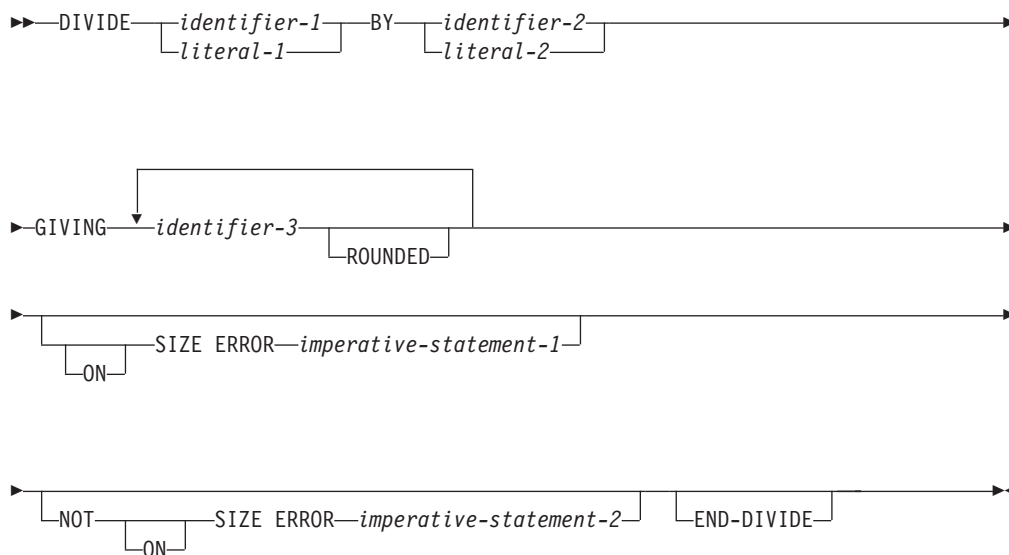 DIVIDE identifier-1 BY identifier-2
literal-1 literal-2
GIVING identifier-3
ROUNDED
SIZE ERROR imperative-statement-1
ON
NOT SIZE ERROR imperative-statement-2 END-DIVIDE
ON